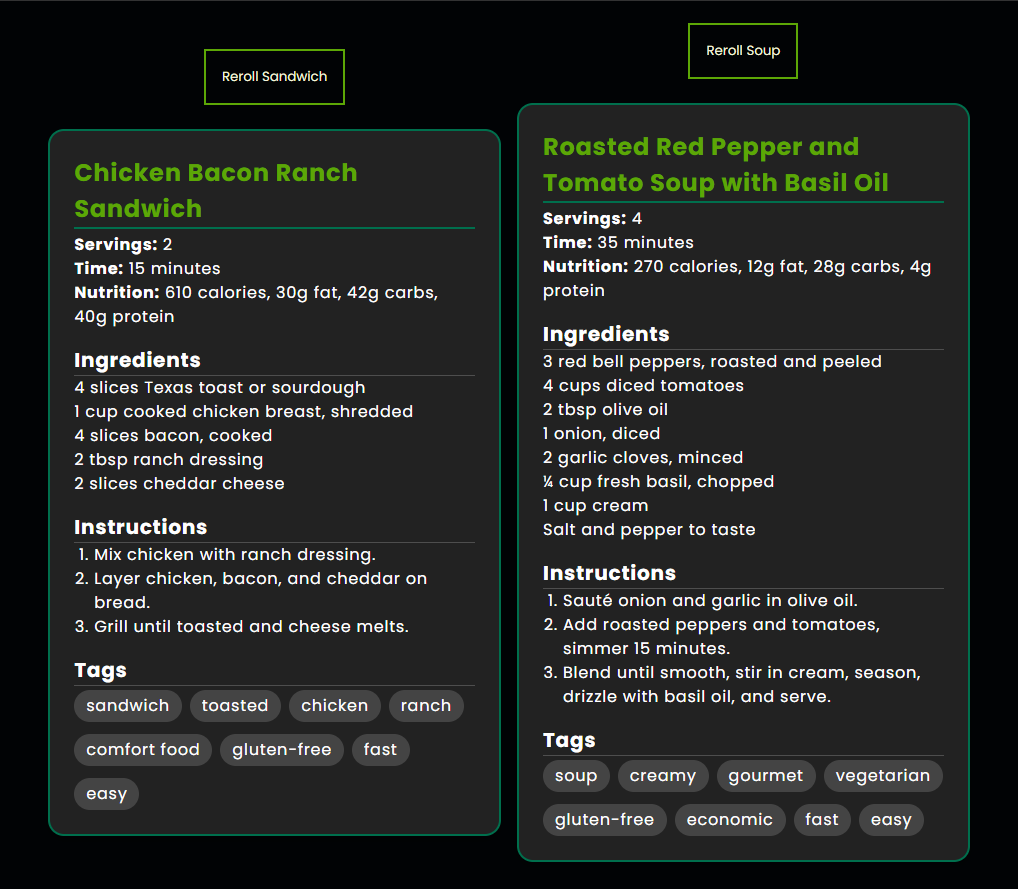 Reroll Sandwich
Chicken Bacon Ranch
Sandwich
Servings: 2
Time: 15 minutes
Nutrition: 610 calories, 30g fat, 42g carbs,
40g protein
Ingredients
4 slices Texas toast or sourdough
1 cup cooked chicken breast, shredded
4 slices bacon, cooked
2 tbsp ranch dressing
2 slices cheddar cheese
Instructions
1. Mix chicken with ranch dressing.
2. Layer chicken, bacon, and cheddar on
bread.
3. Grill until toasted and cheese melts.
Tags
sandwich toasted chicken ranch
comfort food gluten-free fast
easy
Reroll Soup
Roasted Red Pepper and
Tomato Soup with Basil Oil
Servings: 4
Time: 35 minutes
Nutrition: 270 calories, 12g fat, 28g carbs, 4g
protein
Ingredients
3 red bell peppers, roasted and peeled
4 cups diced tomatoes
2 tbsp olive oil
1 onion, diced
2 garlic cloves, minced
¼ cup fresh basil, chopped
1 cup cream
Salt and pepper to taste
Instructions
1. Sauté onion and garlic in olive oil.
2. Add roasted peppers and tomatoes,
simmer 15 minutes.
3. Blend until smooth, stir in cream, season,
drizzle with basil oil, and serve.
Tags
soup creamy gourmet vegetarian
gluten-free economic fast easy